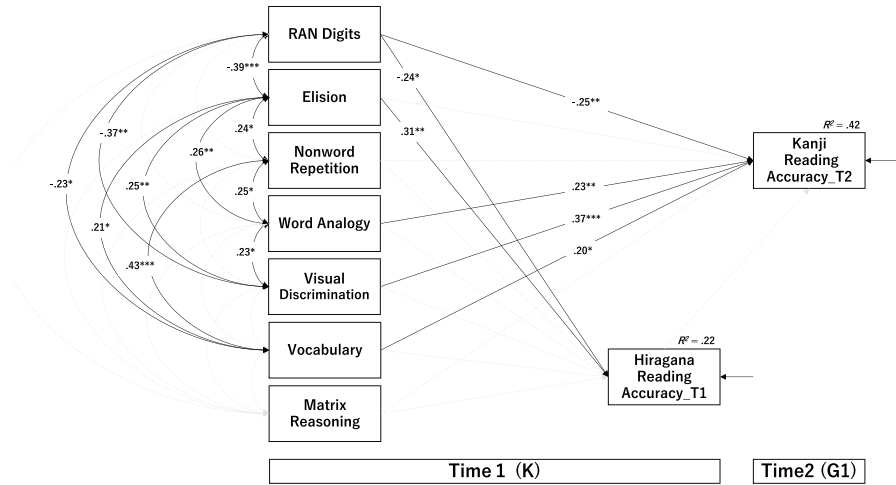 RAN Digits
-.39***
-.24*
Elision
-.25**
R² = .42
.24*
.31**
-.37**
Kanji
Reading
Accuracy_T2
Nonword
Repetition
.26**
-.23*
.25**
.25*
.23**
.21*
Word Analogy
.37***
.23*
.20*
.43***
Visual
Discrimination
R² = .22
Vocabulary
Hiragana
Reading
Accuracy_T1
Matrix
Reasoning
Time 1 (K)
Time2 (G1)